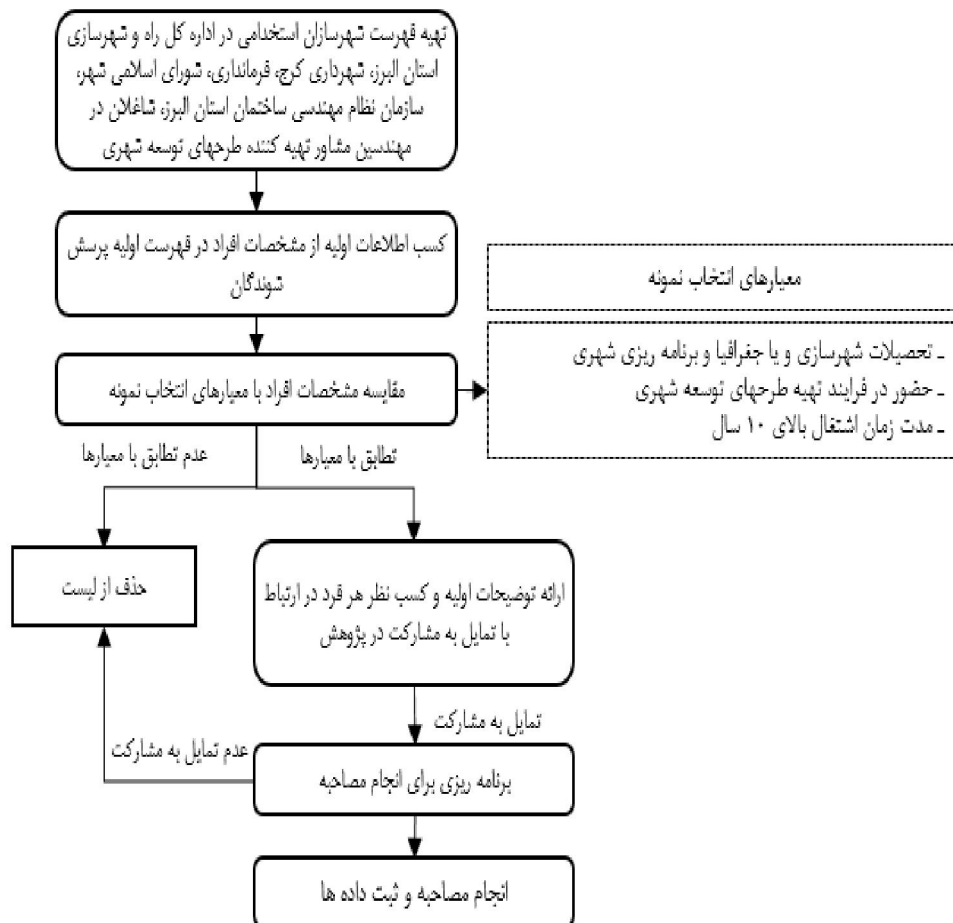 تهیه فهرست شهرسازان استخدامی در اداره کل راه و شهرسازی
استان البرز، شهرداری کرج، فرمانداری، شورای اسلامی شهر،
سازمان نظام مهندسی ساختمان استان البرز، شاغلان در
مهندسین مشاور تهیه کننده طرحهای توسعه شهری
کسب اطلاعات اولیه از مشخصات افراد در فهرست اولیه پرسش
شوندگان
معیارهای انتخاب نمونه
ـ تحصیلات شهرسازی و یا جغرافیا و برنامه ریزی شهری
ـ حضور در فرایند تهیه طرحهای توسعه شهری
ـ مدت زمان اشتغال بالای ۱۰ سال
مقایسه مشخصات افراد با معیارهای انتخاب نمونه
تطابق با معیارها
عدم تطابق با معیارها
حذف از لیست
ارائه توضیحات اولیه و کسب نظر هر فرد در ارتباط
با تمایل به مشارکت در پژوهش
تمایل به مشارکت
عدم تمایل به مشارکت
برنامه ریزی برای انجام مصاحبه
انجام مصاحبه و ثبت داده ها